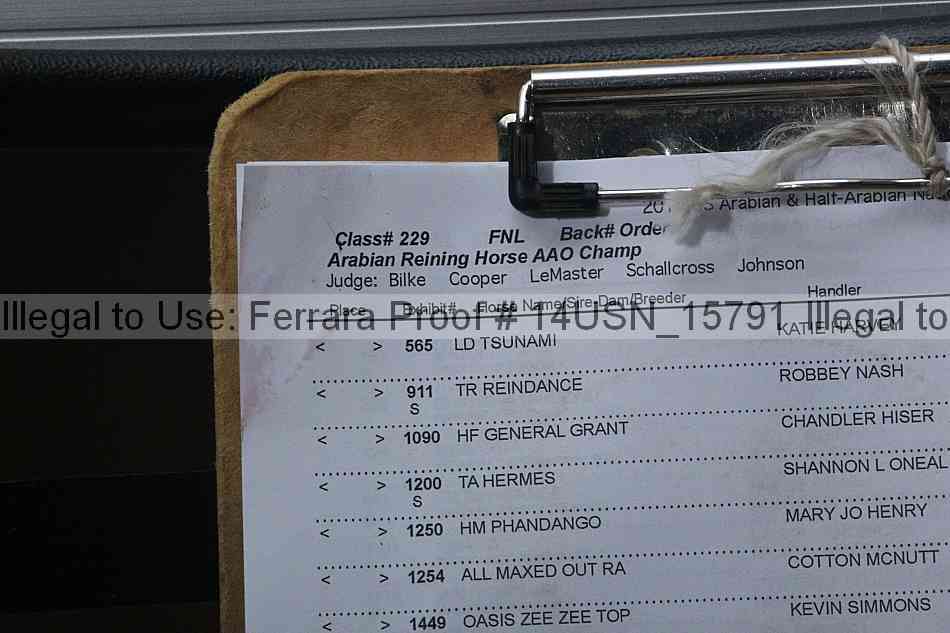 S Arabian & Half-Arabian Na
Class# 229 FNL Back# Order
Arabian Reining Horse AAO Champ
Judge: Bilke Cooper LeMaster Schallcross Johnson
Place Exhibit# Horse Name/Sire-Dam/Breeder Handler
Illegal to Use: Ferrara Proof # 14USN_15791 Illegal to
< > 565 LD TSUNAMI KATIE HARVEY
< > 911 TR REINDANCE ROBBEY NASH
S
< > 1090 HF GENERAL GRANT CHANDLER HISER
< > 1200 TA HERMES SHANNON L ONEAL
S
< > 1250 HM PHANDANGO MARY JO HENRY
< > 1254 ALL MAXED OUT RA COTTON MCNUTT
< > 1449 OASIS ZEE ZEE TOP KEVIN SIMMONS